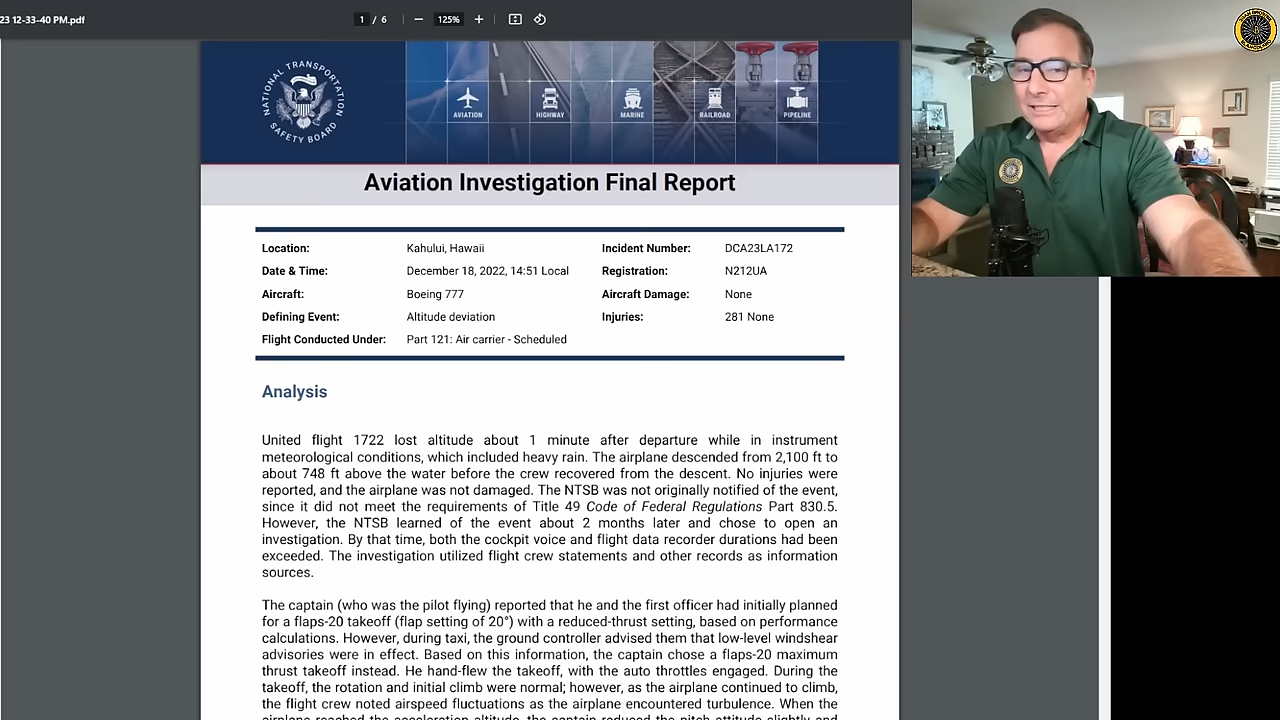 23 12-33-40 PM.pdf
1 / 6
125%
NATIONAL TRANSPORTATION
SAFETY BOARD
AVIATION
HIGHWAY
MARINE
RAILROAD
PIPELINE
Aviation Investigation Final Report
Location: Kahului, Hawaii Incident Number: DCA23LA172
Date & Time: December 18, 2022, 14:51 Local Registration: N212UA
Aircraft: Boeing 777 Aircraft Damage: None
Defining Event: Altitude deviation Injuries: 281 None
Flight Conducted Under: Part 121: Air carrier - Scheduled
Analysis
United flight 1722 lost altitude about 1 minute after departure while in instrument
meteorological conditions, which included heavy rain. The airplane descended from 2,100 ft to
about 748 ft above the water before the crew recovered from the descent. No injuries were
reported, and the airplane was not damaged. The NTSB was not originally notified of the event,
since it did not meet the requirements of Title 49 Code of Federal Regulations Part 830.5.
However, the NTSB learned of the event about 2 months later and chose to open an
investigation. By that time, both the cockpit voice and flight data recorder durations had been
exceeded. The investigation utilized flight crew statements and other records as information
sources.
The captain (who was the pilot flying) reported that he and the first officer had initially planned
for a flaps-20 takeoff (flap setting of 20°) with a reduced-thrust setting, based on performance
calculations. However, during taxi, the ground controller advised them that low-level windshear
advisories were in effect. Based on this information, the captain chose a flaps-20 maximum
thrust takeoff instead. He hand-flew the takeoff, with the auto throttles engaged. During the
takeoff, the rotation and initial climb were normal; however, as the airplane continued to climb,
the flight crew noted airspeed fluctuations as the airplane encountered turbulence. When the
airplane reached the acceleration altitude, the captain reduced the pitch attitude slightly and